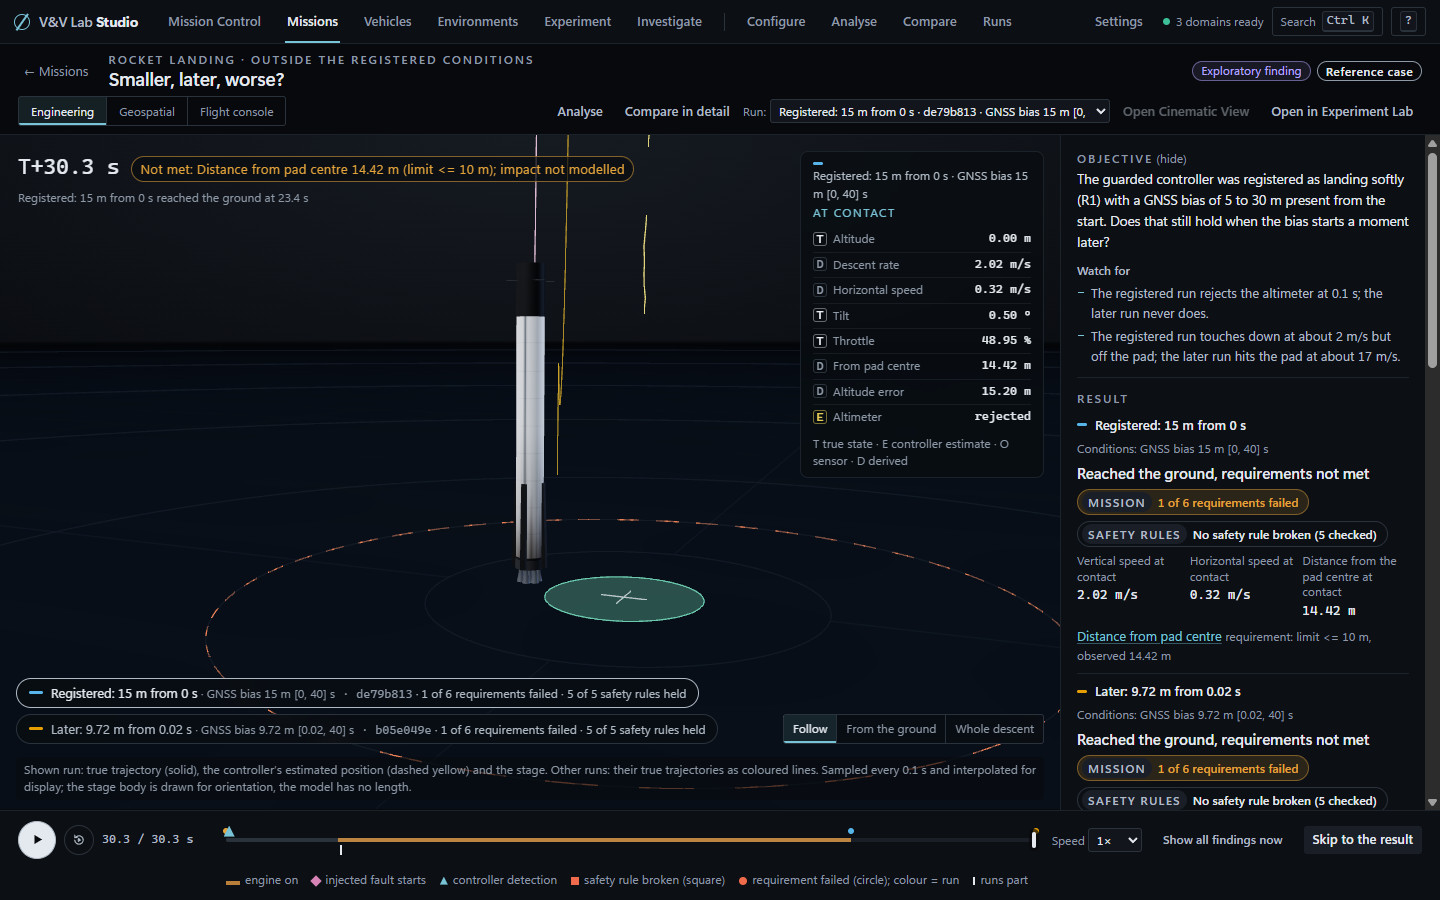 V&V Lab Studio
Mission Control
Missions
Vehicles
Environments
Experiment
Investigate
Configure
Analyse
Compare
Runs
Settings
3 domains ready
Search Ctrl K
?
← Missions
ROCKET LANDING · OUTSIDE THE REGISTERED CONDITIONS
Smaller, later, worse?
Exploratory finding
Reference case
Engineering
Geospatial
Flight console
Analyse
Compare in detail
Run: Registered: 15 m from 0 s · de79b813 · GNSS bias 15 m [0,
Open Cinematic View
Open in Experiment Lab
T+30.3 s
Not met: Distance from pad centre 14.42 m (limit <= 10 m); impact not modelled
Registered: 15 m from 0 s reached the ground at 23.4 s
Registered: 15 m from 0 s · GNSS bias 15
m [0, 40] s
AT CONTACT
T Altitude 0.00 m
D Descent rate 2.02 m/s
D Horizontal speed 0.32 m/s
T Tilt 0.50 °
T Throttle 48.95 %
D From pad centre 14.42 m
D Altitude error 15.20 m
E Altimeter rejected
T true state · E controller estimate · O
sensor · D derived
OBJECTIVE (hide)
The guarded controller was registered as landing softly
(R1) with a GNSS bias of 5 to 30 m present from the
start. Does that still hold when the bias starts a moment
later?
Watch for
– The registered run rejects the altimeter at 0.1 s; the
later run never does.
– The registered run touches down at about 2 m/s but
off the pad; the later run hits the pad at about 17 m/s.
RESULT
Registered: 15 m from 0 s
Conditions: GNSS bias 15 m [0, 40] s
Reached the ground, requirements not met
MISSION 1 of 6 requirements failed
SAFETY RULES No safety rule broken (5 checked)
Vertical speed at
contact
2.02 m/s
Horizontal speed at
contact
0.32 m/s
Distance from the
pad centre at
contact
14.42 m
Distance from pad centre requirement: limit <= 10 m,
observed 14.42 m
Later: 9.72 m from 0.02 s
Conditions: GNSS bias 9.72 m [0.02, 40] s
Reached the ground, requirements not met
MISSION 1 of 6 requirements failed
SAFETY RULES No safety rule broken (5 checked)
Registered: 15 m from 0 s · GNSS bias 15 m [0, 40] s · de79b813 · 1 of 6 requirements failed · 5 of 5 safety rules held
Later: 9.72 m from 0.02 s · GNSS bias 9.72 m [0.02, 40] s · b05e049e · 1 of 6 requirements failed · 5 of 5 safety rules held
Follow
From the ground
Whole descent
Shown run: true trajectory (solid), the controller's estimated position (dashed yellow) and the stage. Other runs: their true trajectories as coloured lines. Sampled every 0.1 s and interpolated for
display; the stage body is drawn for orientation, the model has no length.
30.3 / 30.3 s
Speed 1×
Show all findings now
Skip to the result
engine on
injected fault starts
controller detection
safety rule broken (square)
requirement failed (circle); colour = run
runs part